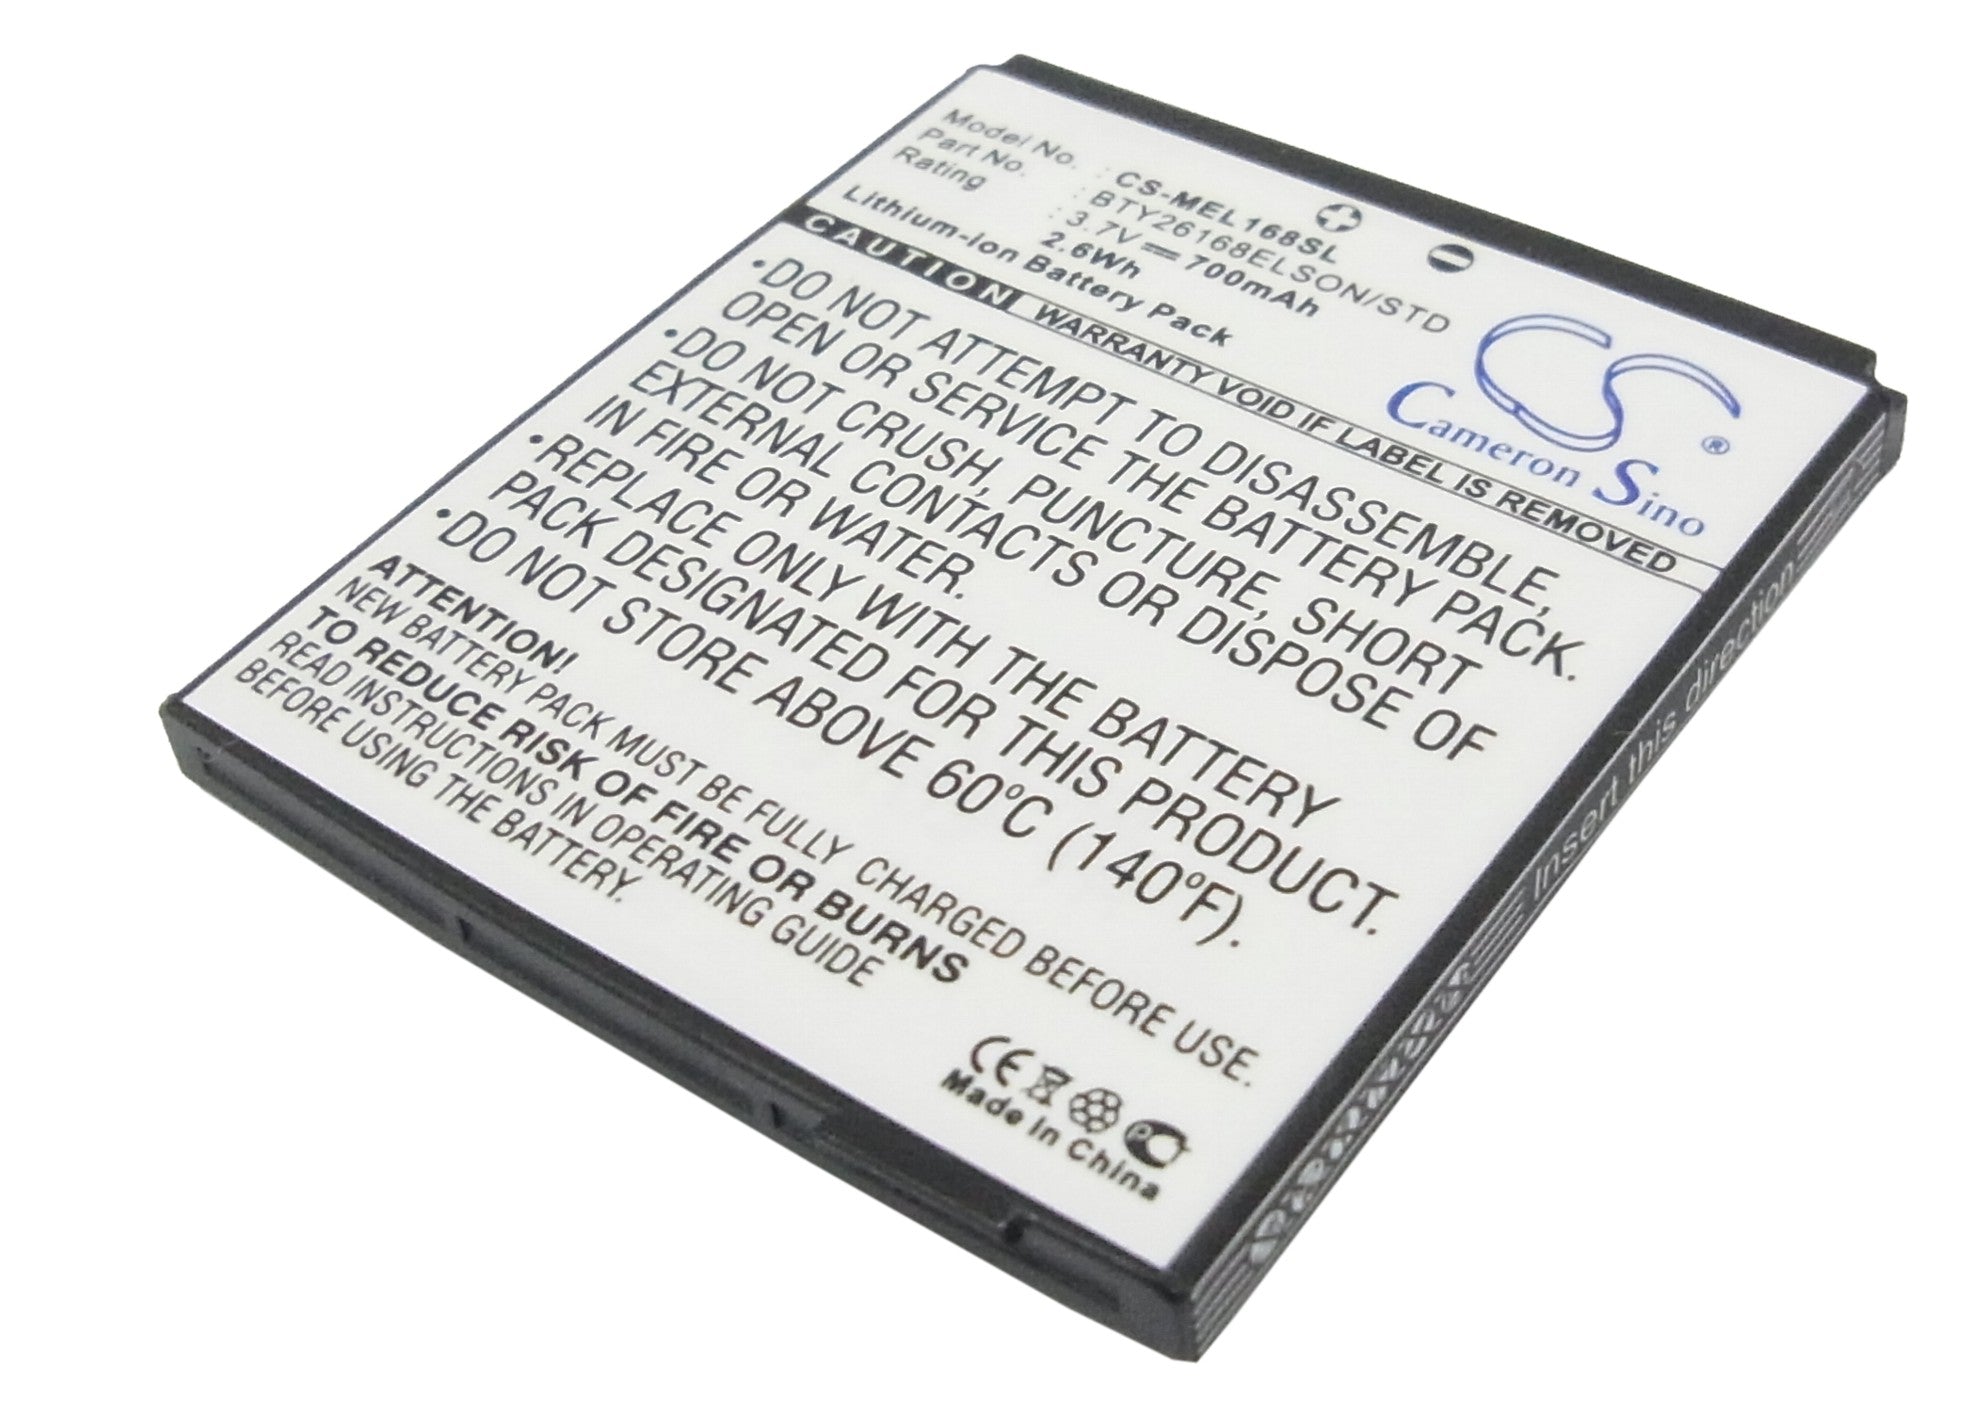 Model No. : CS-MEL168SL
Part No. : BTY26168ELSON/STD
Rating : 3.7V 700mAh
2.6Wh
Lithium-ion Battery Pack
CS
®
Cameron Sino
CAUTION WARRANTY VOID IF LABEL IS REMOVED
•DO NOT ATTEMPT TO DISASSEMBLE,
OPEN OR SERVICE THE BATTERY PACK.
•DO NOT CRUSH, PUNCTURE, SHORT
EXTERNAL CONTACTS OR DISPOSE OF
IN FIRE OR WATER.
•REPLACE ONLY WITH THE BATTERY
PACK DESIGNATED FOR THIS PRODUCT.
•DO NOT STORE ABOVE 60°C (140°F).
ATTENTION!
NEW BATTERY PACK MUST BE FULLY CHARGED BEFORE USE.
TO REDUCE RISK OF FIRE OR BURNS
READ INSTRUCTIONS IN OPERATING GUIDE
BEFORE USING THE BATTERY.
CE
Made in China
Insert this direction